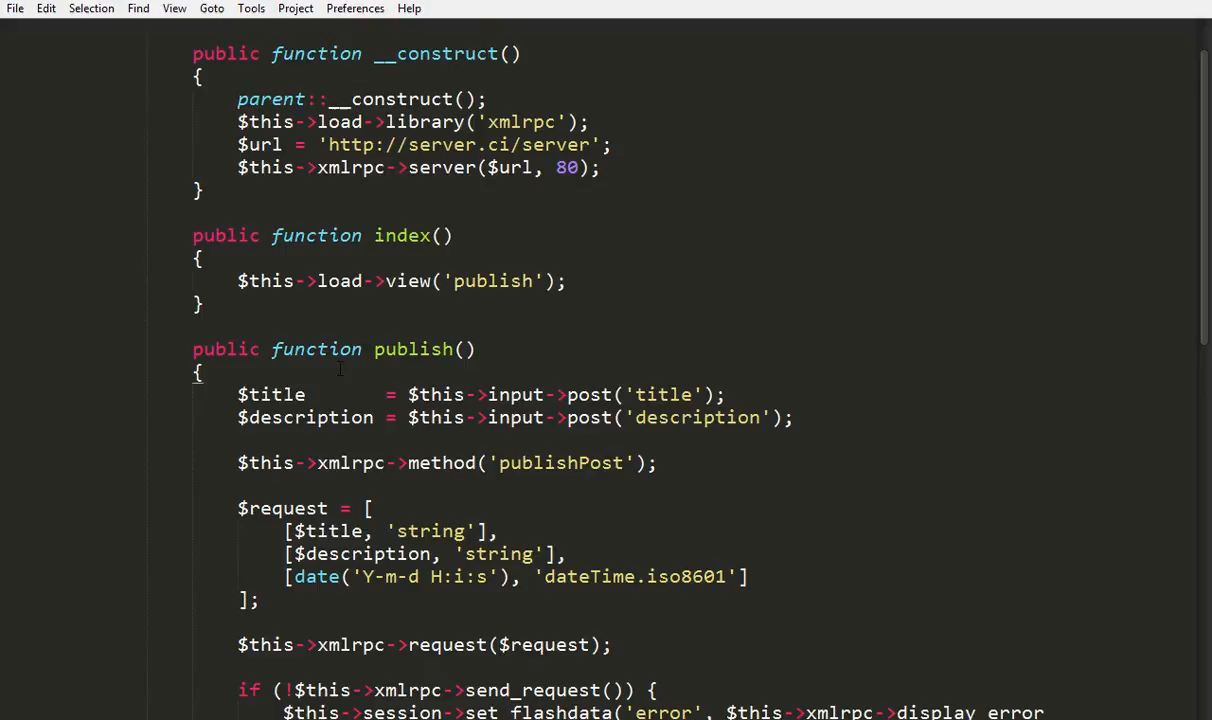 File Edit Selection Find View Goto Tools Project Preferences Help
public function __construct()
{
parent::__construct();
$this->load->library('xmlrpc');
$url = 'http://server.ci/server';
$this->xmlrpc->server($url, 80);
}
public function index()
{
$this->load->view('publish');
}
public function publish()
{
$title = $this->input->post('title');
$description = $this->input->post('description');
$this->xmlrpc->method('publishPost');
$request = [
[$title, 'string'],
[$description, 'string'],
[date('Y-m-d H:i:s'), 'dateTime.iso8601']
];
$this->xmlrpc->request($request);
if (!$this->xmlrpc->send_request()) {
$this->session->set_flashdata('error', $this->xmlrpc->display_error